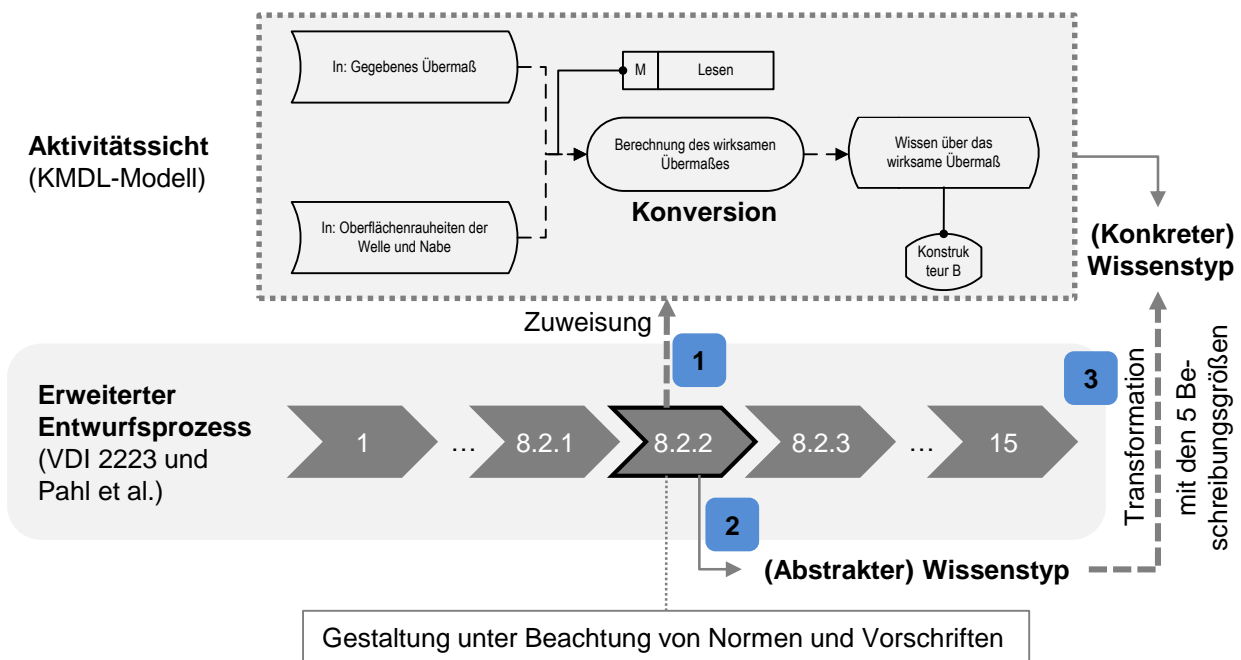 In: Gegebenes Übermaß
M
Lesen
Aktivitätssicht
(KMDL-Modell)
Berechnung des wirksamen
Übermaßes
Wissen über das
wirksame Übermaß
Konversion
In: Oberflächenrauheiten der
Welle und Nabe
Konstruk
teur B
(Konkreter)
Wissenstyp
Zuweisung
1
3
Transformation
mit den 5 Be-
schreibungsgrößen
Erweiterter
Entwurfsprozess
(VDI 2223 und
Pahl et al.)
1
...
8.2.1
8.2.2
8.2.3
...
15
2
(Abstrakter) Wissenstyp
Gestaltung unter Beachtung von Normen und Vorschriften